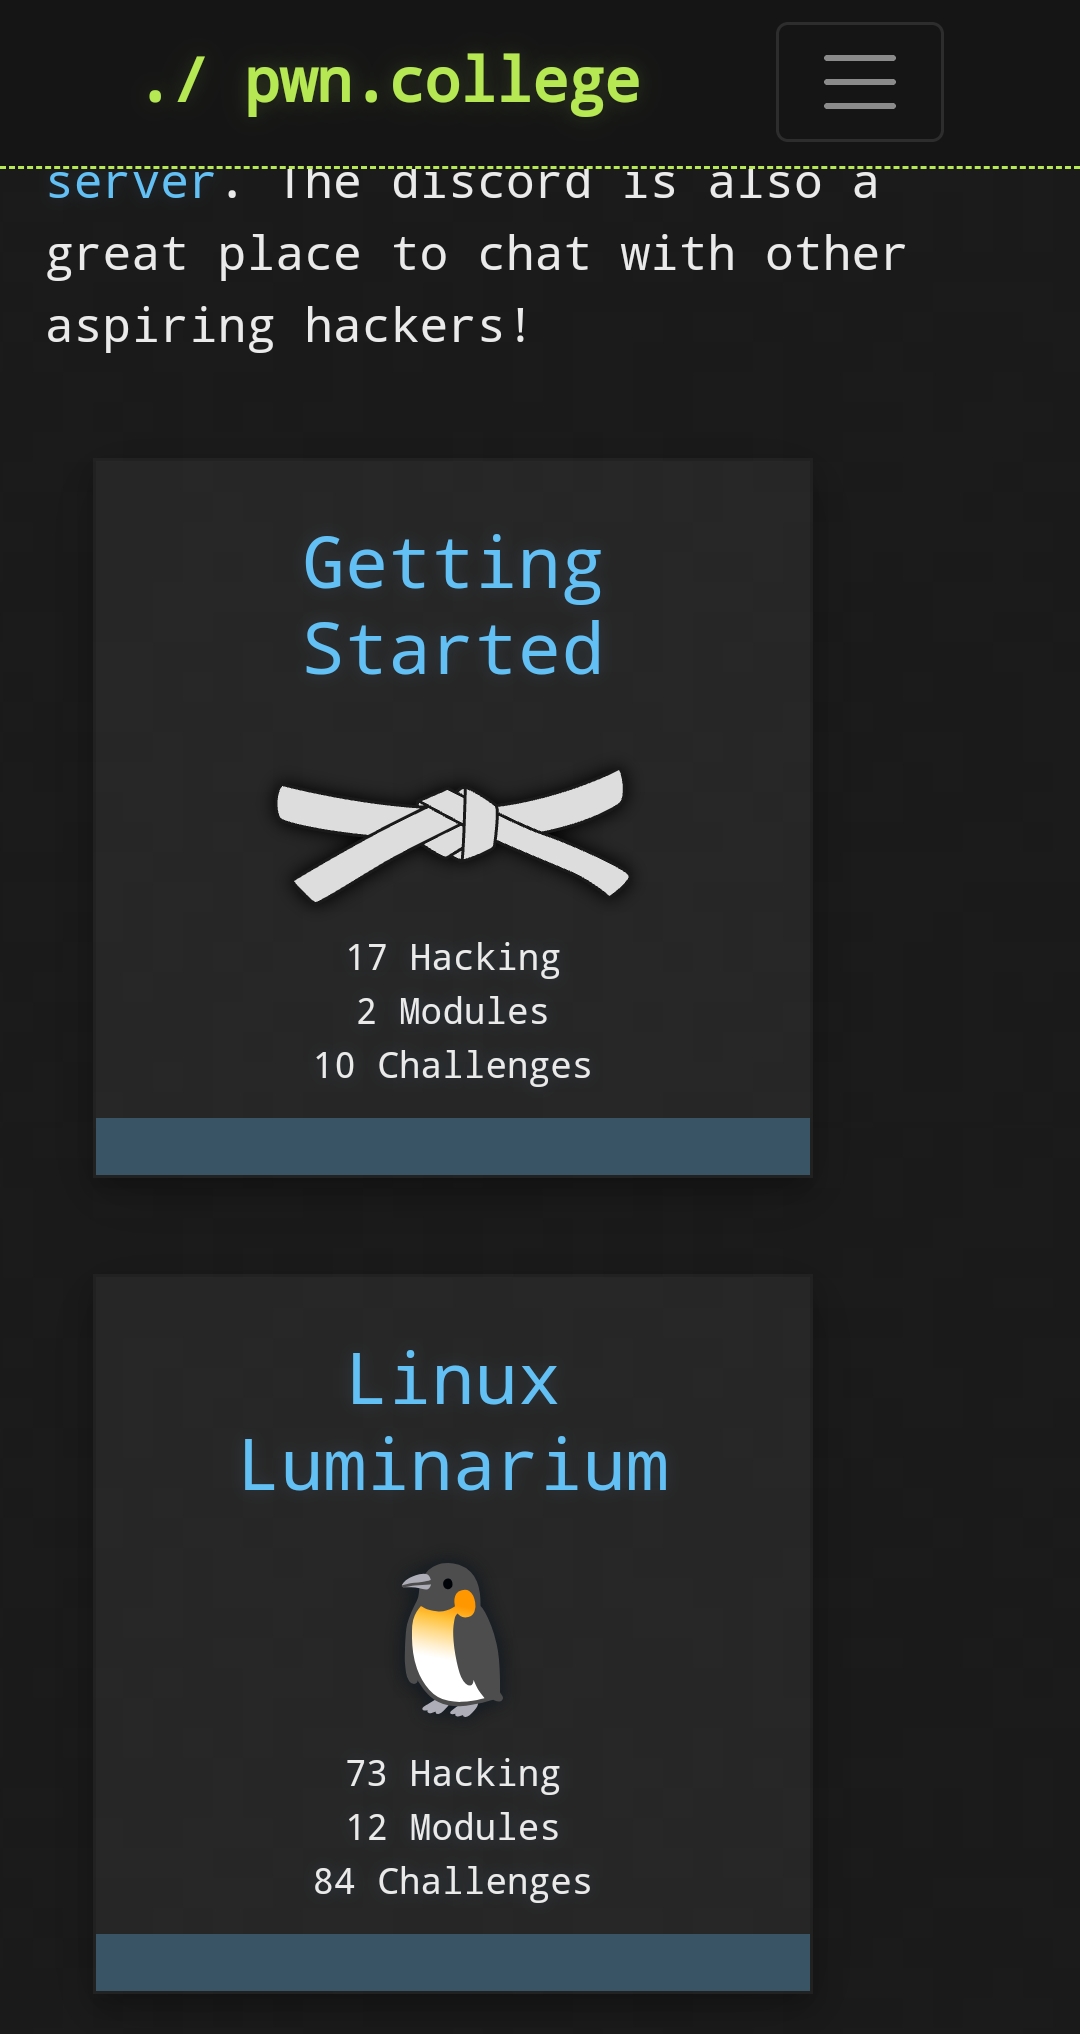 ./ pwn.college
server. The discord is also a
great place to chat with other
aspiring hackers!
Getting
Started
17 Hacking
2 Modules
10 Challenges
Linux
Luminarium
73 Hacking
12 Modules
84 Challenges